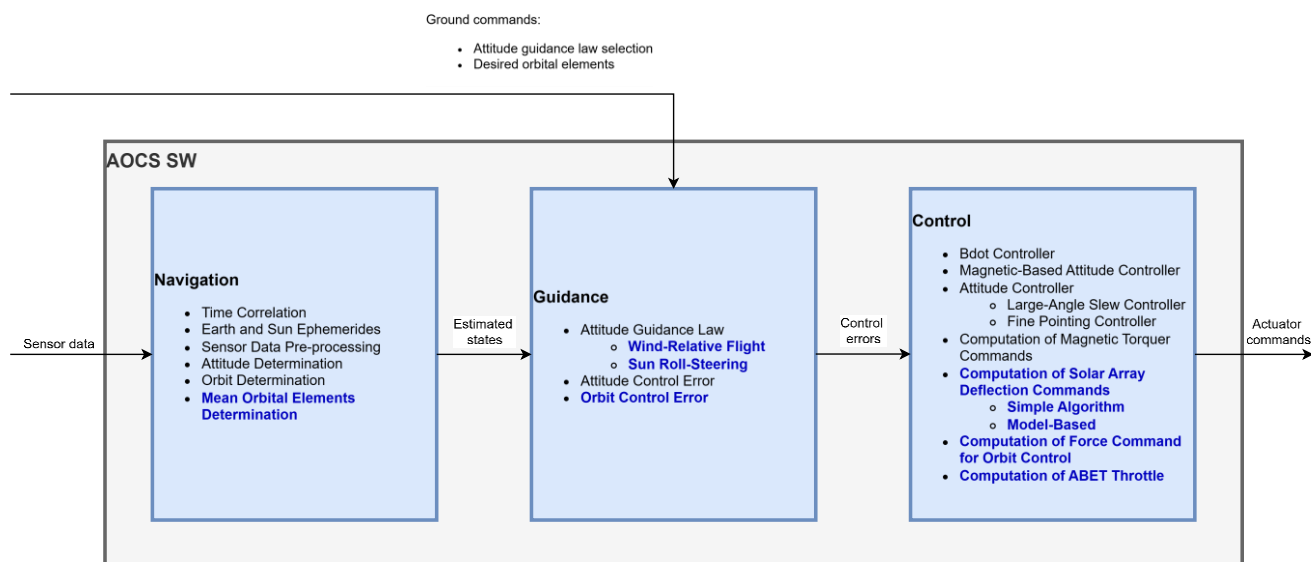 Ground commands:
Attitude guidance law selection
Desired orbital elements
AOCS SW
Sensor data
Navigation
Time Correlation
Earth and Sun Ephemerides
Sensor Data Pre-processing
Attitude Determination
Orbit Determination
Mean Orbital Elements
Determination
Estimated
states
Guidance
Attitude Guidance Law
Wind-Relative Flight
Sun Roll-Steering
Attitude Control Error
Orbit Control Error
Control
errors
Control
Bdot Controller
Magnetic-Based Attitude Controller
Attitude Controller
Large-Angle Slew Controller
Fine Pointing Controller
Computation of Magnetic Torquer
Commands
Computation of Solar Array
Deflection Commands
Simple Algorithm
Model-Based
Computation of Force Command
for Orbit Control
Computation of ABET Throttle
Actuator
commands